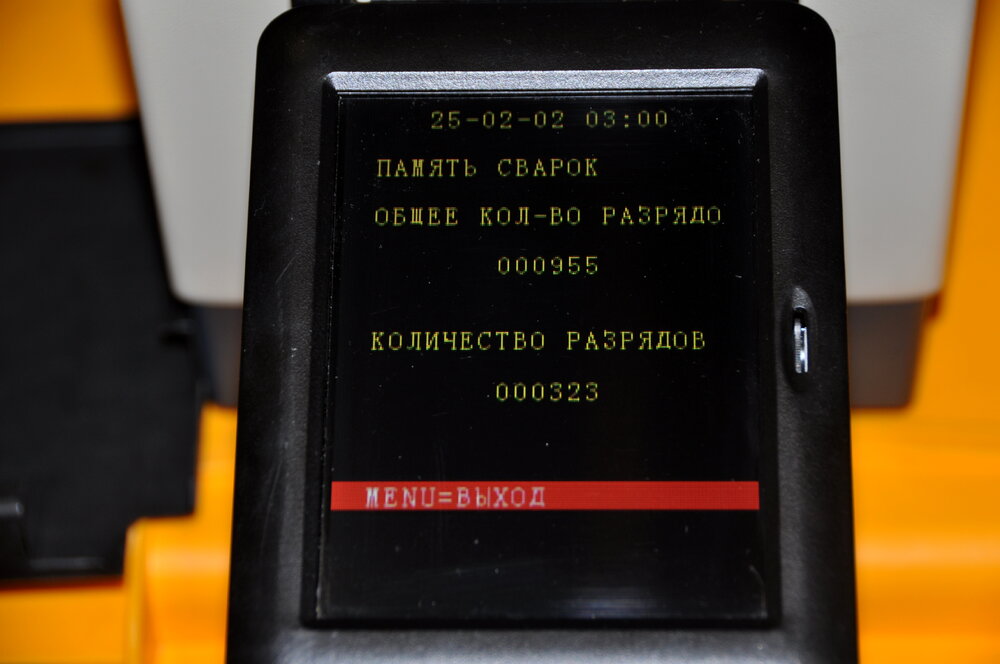 25-02-02 03:00
ПАМЯТЬ СВАРОК
ОБЩЕЕ КОЛ-ВО РАЗРЯДО
000955
КОЛИЧЕСТВО РАЗРЯДОВ
000323
MENU=ВЫХОД